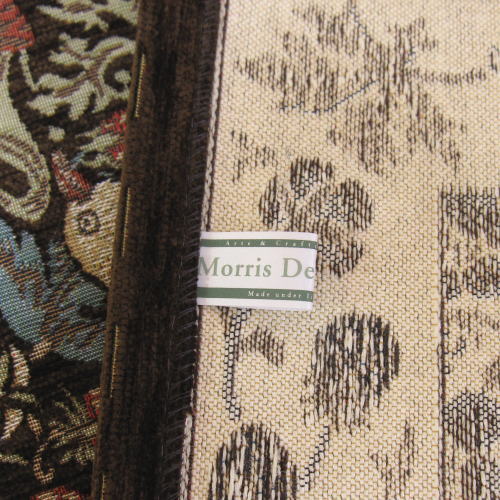 Arts & Crafts
Morris De
Made under